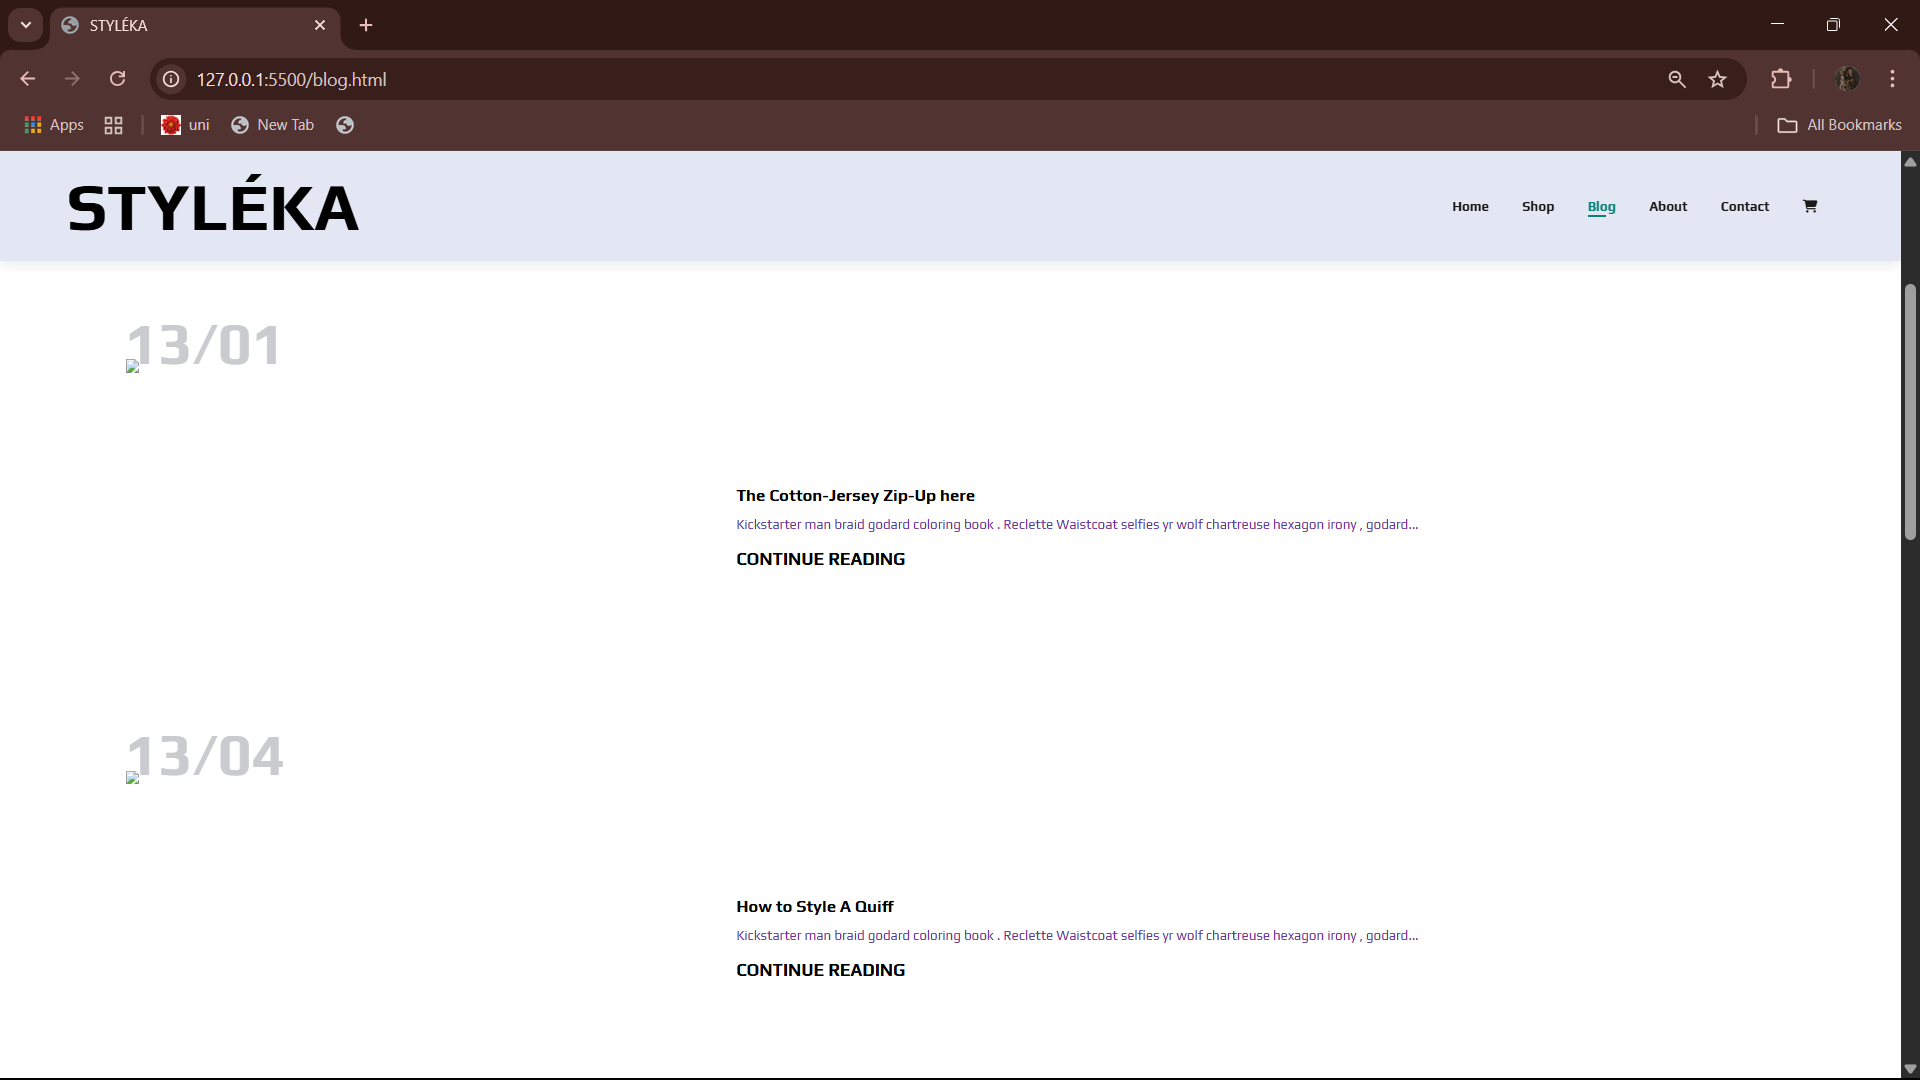 STYLÉKA
127.0.0.1:5500/blog.html
Apps
uni
New Tab
All Bookmarks
STYLÉKA
Home Shop Blog About Contact
13/01
The Cotton-Jersey Zip-Up here
Kickstarter man braid godard coloring book . Reclette Waistcoat selfies yr wolf chartreuse hexagon irony , godard...
CONTINUE READING
13/04
How to Style A Quiff
Kickstarter man braid godard coloring book . Reclette Waistcoat selfies yr wolf chartreuse hexagon irony , godard...
CONTINUE READING